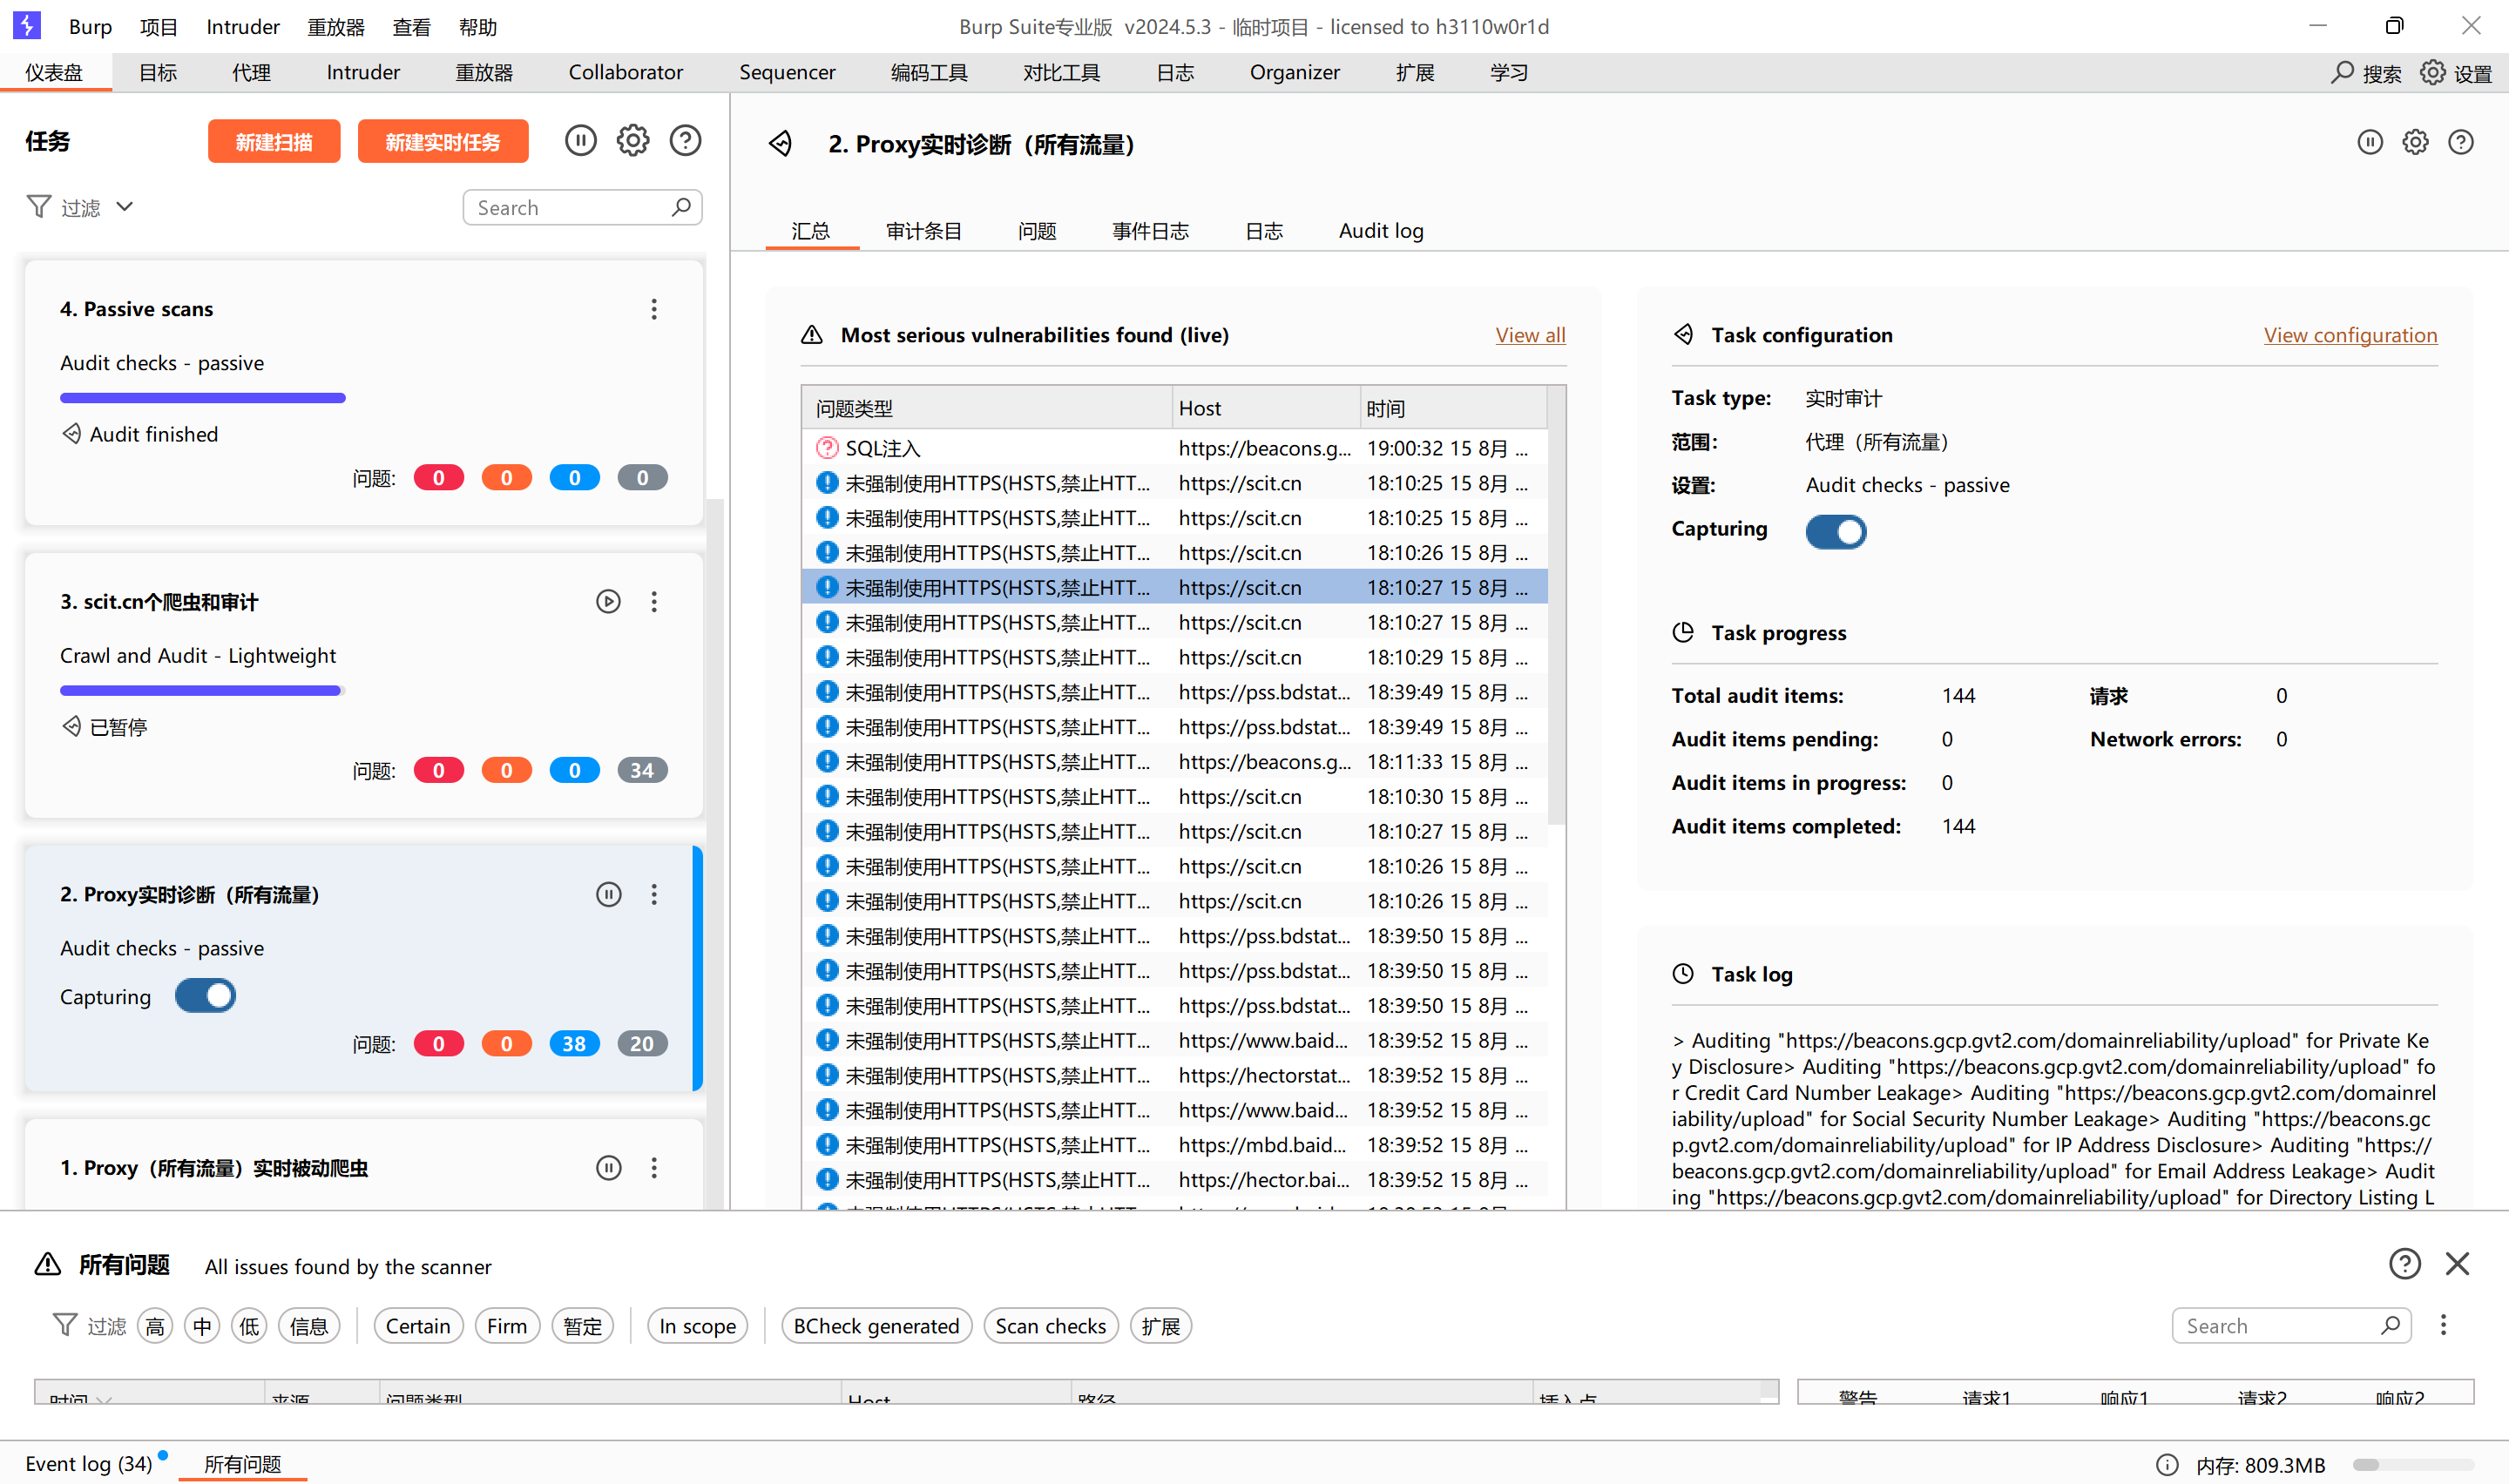 Burp 项目 Intruder 重放器 查看 帮助 Burp Suite专业版 v2024.5.3 - 临时项目 - licensed to h3110w0r1d
仪表盘 目标 代理 Intruder 重放器 Collaborator Sequencer 编码工具 对比工具 日志 Organizer 扩展 学习 搜索 设置
任务 新建扫描 新建实时任务
过滤 Search
4. Passive scans
Audit checks - passive
Audit finished
问题: 0 0 0 0
3. scit.cn个爬虫和审计
Crawl and Audit - Lightweight
已暂停
问题: 0 0 0 34
2. Proxy实时诊断（所有流量）
Audit checks - passive
Capturing
问题: 0 0 38 20
1. Proxy（所有流量）实时被动爬虫
2. Proxy实时诊断（所有流量）
汇总 审计条目 问题 事件日志 日志 Audit log
Most serious vulnerabilities found (live) View all
问题类型 Host 时间
SQL注入 https://beacons.g... 19:00:32 15 8月 ...
未强制使用HTTPS(HSTS,禁止HTT... https://scit.cn 18:10:25 15 8月 ...
未强制使用HTTPS(HSTS,禁止HTT... https://scit.cn 18:10:25 15 8月 ...
未强制使用HTTPS(HSTS,禁止HTT... https://scit.cn 18:10:26 15 8月 ...
未强制使用HTTPS(HSTS,禁止HTT... https://scit.cn 18:10:27 15 8月 ...
未强制使用HTTPS(HSTS,禁止HTT... https://scit.cn 18:10:27 15 8月 ...
未强制使用HTTPS(HSTS,禁止HTT... https://scit.cn 18:10:29 15 8月 ...
未强制使用HTTPS(HSTS,禁止HTT... https://pss.bdstat... 18:39:49 15 8月 ...
未强制使用HTTPS(HSTS,禁止HTT... https://pss.bdstat... 18:39:49 15 8月 ...
未强制使用HTTPS(HSTS,禁止HTT... https://beacons.g... 18:11:33 15 8月 ...
未强制使用HTTPS(HSTS,禁止HTT... https://scit.cn 18:10:30 15 8月 ...
未强制使用HTTPS(HSTS,禁止HTT... https://scit.cn 18:10:27 15 8月 ...
未强制使用HTTPS(HSTS,禁止HTT... https://scit.cn 18:10:26 15 8月 ...
未强制使用HTTPS(HSTS,禁止HTT... https://scit.cn 18:10:26 15 8月 ...
未强制使用HTTPS(HSTS,禁止HTT... https://pss.bdstat... 18:39:50 15 8月 ...
未强制使用HTTPS(HSTS,禁止HTT... https://pss.bdstat... 18:39:50 15 8月 ...
未强制使用HTTPS(HSTS,禁止HTT... https://pss.bdstat... 18:39:50 15 8月 ...
未强制使用HTTPS(HSTS,禁止HTT... https://www.baid... 18:39:52 15 8月 ...
未强制使用HTTPS(HSTS,禁止HTT... https://hectorstat... 18:39:52 15 8月 ...
未强制使用HTTPS(HSTS,禁止HTT... https://www.baid... 18:39:52 15 8月 ...
未强制使用HTTPS(HSTS,禁止HTT... https://mbd.baid... 18:39:52 15 8月 ...
未强制使用HTTPS(HSTS,禁止HTT... https://hector.bai... 18:39:52 15 8月 ...
Task configuration View configuration
Task type: 实时审计
范围: 代理（所有流量）
设置: Audit checks - passive
Capturing
Task progress
Total audit items: 144 请求 0
Audit items pending: 0 Network errors: 0
Audit items in progress: 0
Audit items completed: 144
Task log
> Auditing "https://beacons.gcp.gvt2.com/domainreliability/upload" for Private Ke
y Disclosure> Auditing "https://beacons.gcp.gvt2.com/domainreliability/upload" fo
r Credit Card Number Leakage> Auditing "https://beacons.gcp.gvt2.com/domainrel
iability/upload" for Social Security Number Leakage> Auditing "https://beacons.gc
p.gvt2.com/domainreliability/upload" for IP Address Disclosure> Auditing "https://
beacons.gcp.gvt2.com/domainreliability/upload" for Email Address Leakage> Audit
ing "https://beacons.gcp.gvt2.com/domainreliability/upload" for Directory Listing L
所有问题 All issues found by the scanner
过滤 高 中 低 信息 Certain Firm 暂定 In scope BCheck generated Scan checks 扩展 Search
时间 来源 问题类型 Host 路径 插入点 警告 请求1 响应1 请求2 响应2
Event log (34) 所有问题 内存: 809.3MB